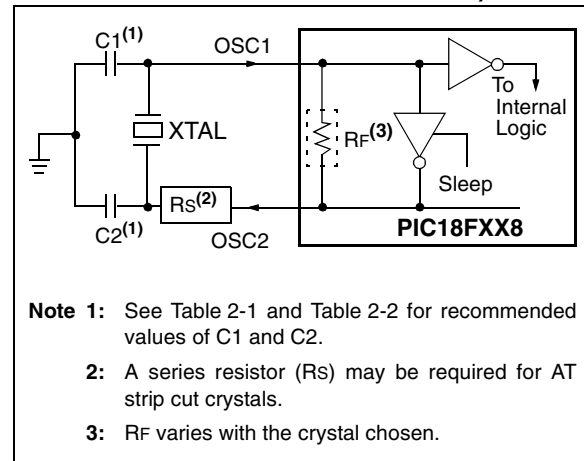 C1(1)
OSC1
To
Internal
Logic
XTAL
RF(3)
Sleep
RS(2)
C2(1)
OSC2
PIC18FXX8
Note 1: See Table 2-1 and Table 2-2 for recommended
values of C1 and C2.
2: A series resistor (RS) may be required for AT
strip cut crystals.
3: RF varies with the crystal chosen.